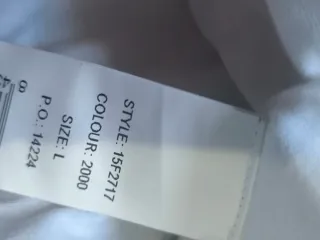 STYLE: 15F2717
COLOUR: 2000
SIZE: L
P.O.: 14224